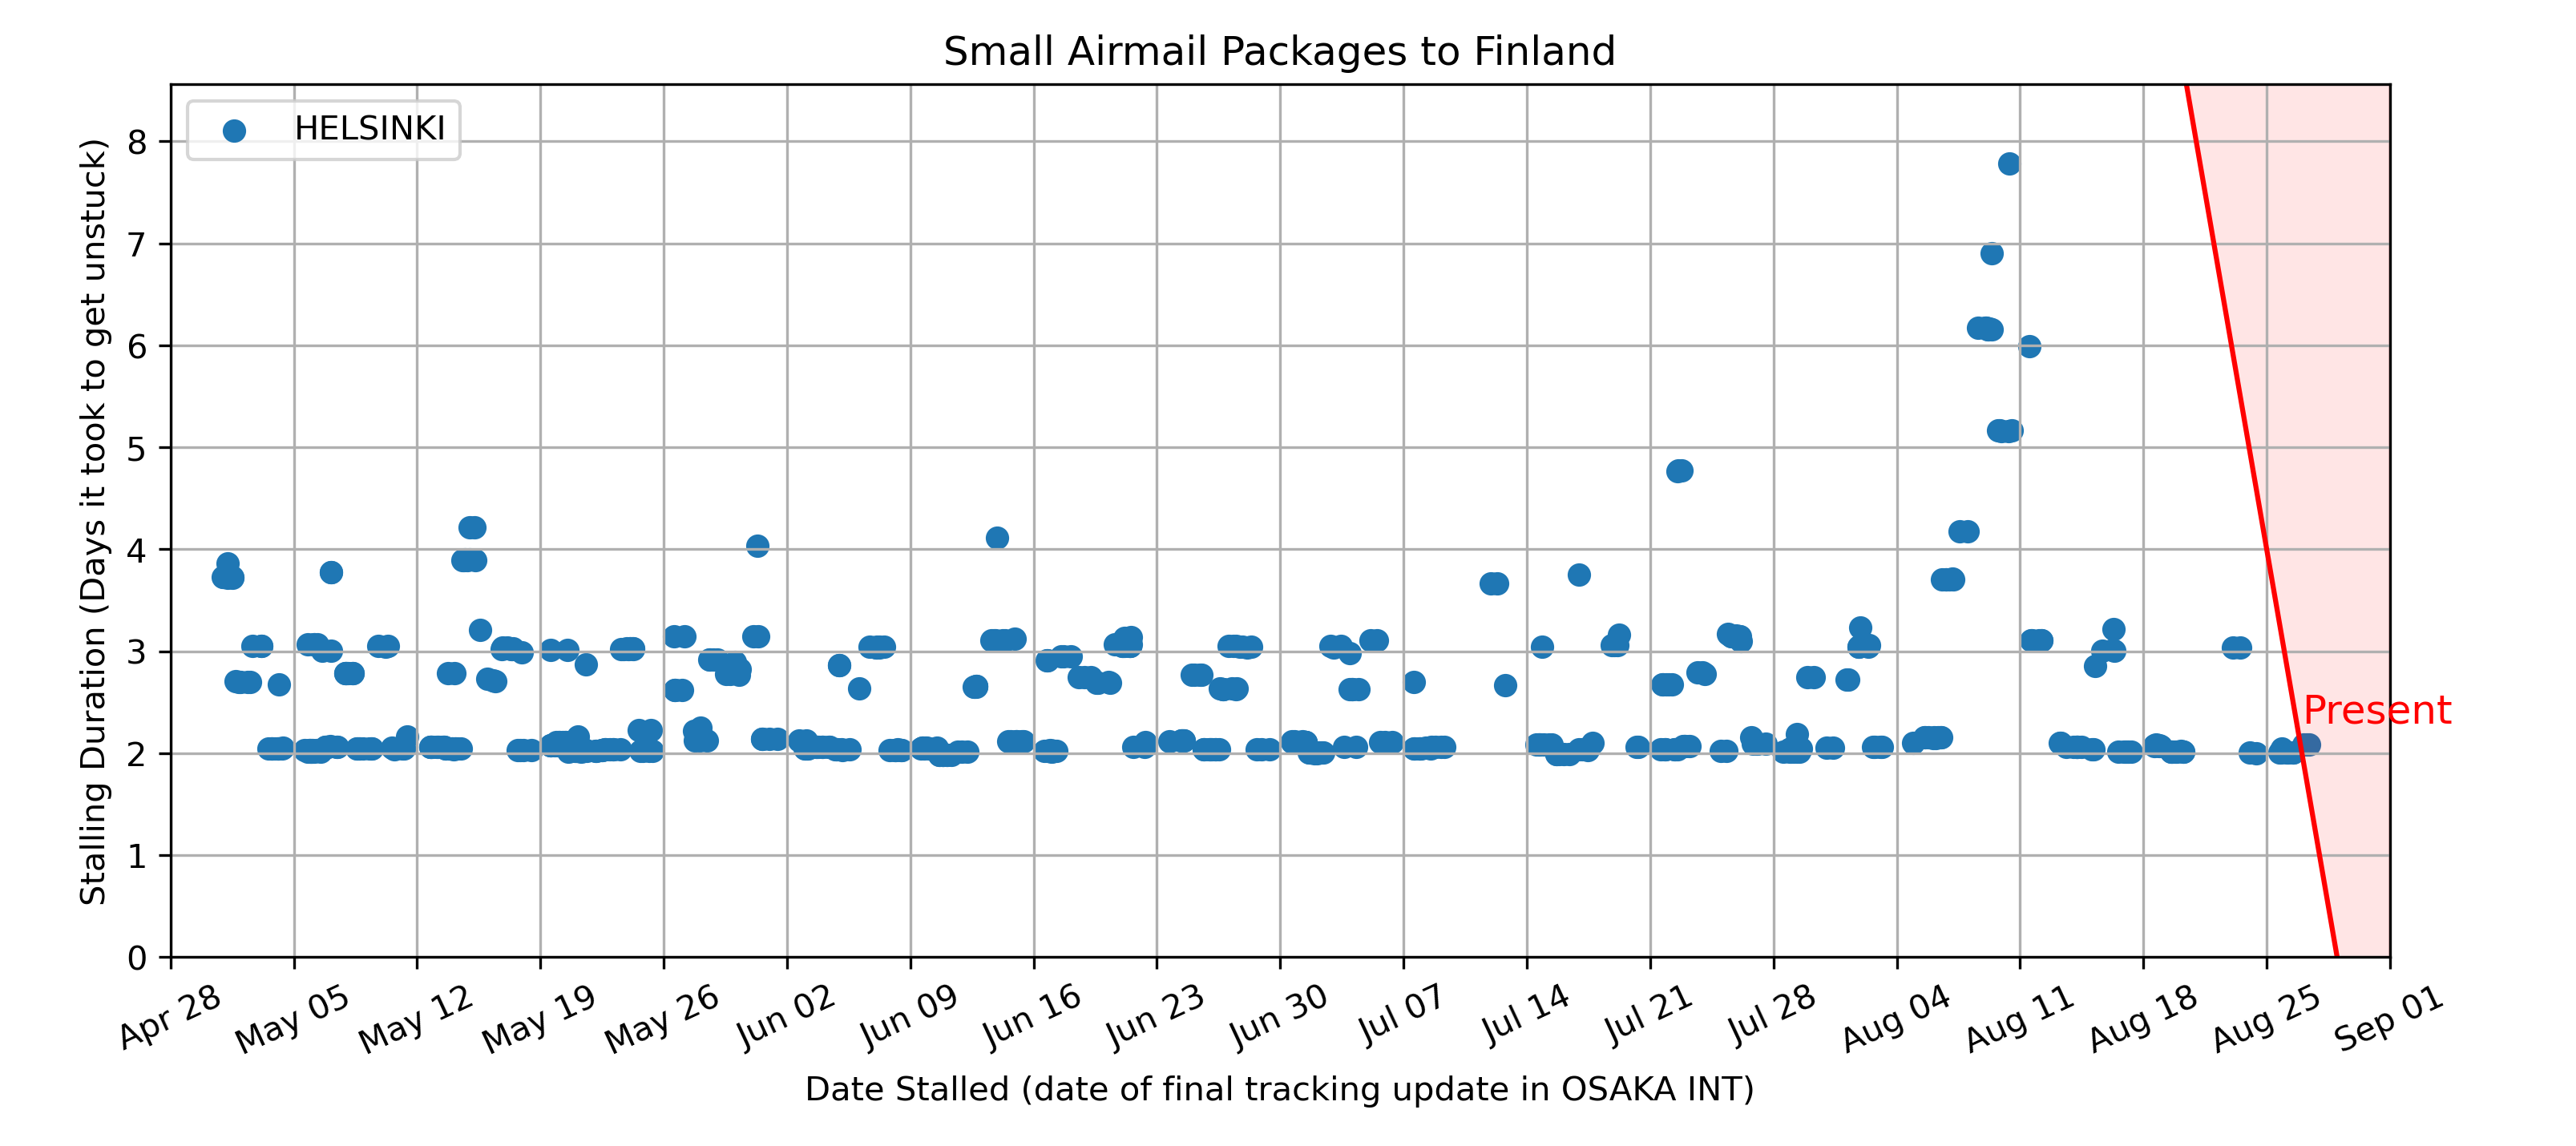 Small Airmail Packages to Finland
HELSINKI
8
7
6
5
4
3
2
1
0
Stalling Duration (Days it took to get unstuck)
Present
Apr 28
May 05
May 12
May 19
May 26
Jun 02
Jun 09
Jun 16
Jun 23
Jun 30
Jul 07
Jul 14
Jul 21
Jul 28
Aug 04
Aug 11
Aug 18
Aug 25
Sep 01
Date Stalled (date of final tracking update in OSAKA INT)